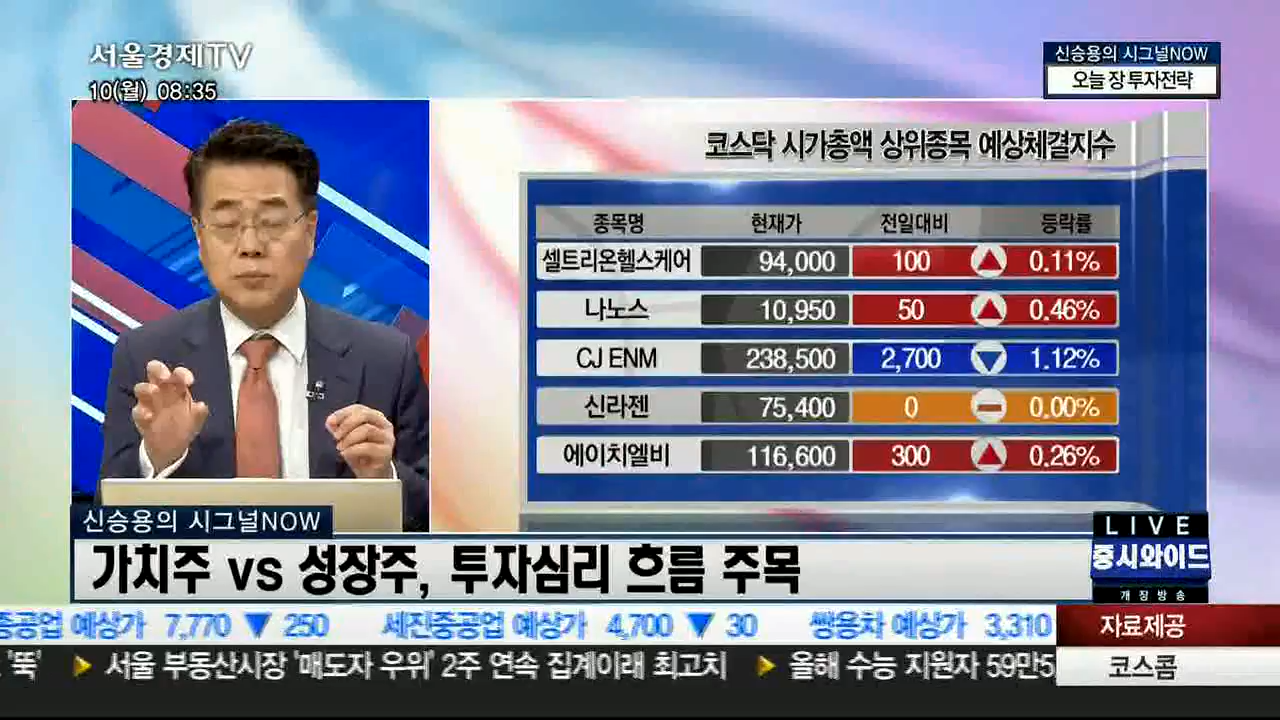 서울경제TV
10(월) 08:35
신승용의 시그널NOW
오늘 장 투자전략
코스닥 시가총액 상위종목 예상체결지수
종목명 현재가 전일대비 등락률
셀트리온헬스케어 94,000 100 ▲ 0.11%
나노스 10,950 50 ▲ 0.46%
CJ ENM 238,500 2,700 ▼ 1.12%
신라젠 75,400 0 - 0.00%
에이치엘비 116,600 300 ▲ 0.26%
신승용의 시그널NOW
가치주 vs 성장주, 투자심리 흐름 주목
LIVE
증시와이드
개장방송
중공업 예상가 7,770 ▼ 250 세진중공업 예상가 4,700 ▼ 30 쌍용차 예상가 3,310
자료제공
'뚝' ▶ 서울 부동산시장 '매도자 우위' 2주 연속 집계이래 최고치 ▶ 올해 수능 지원자 59만5
코스콤